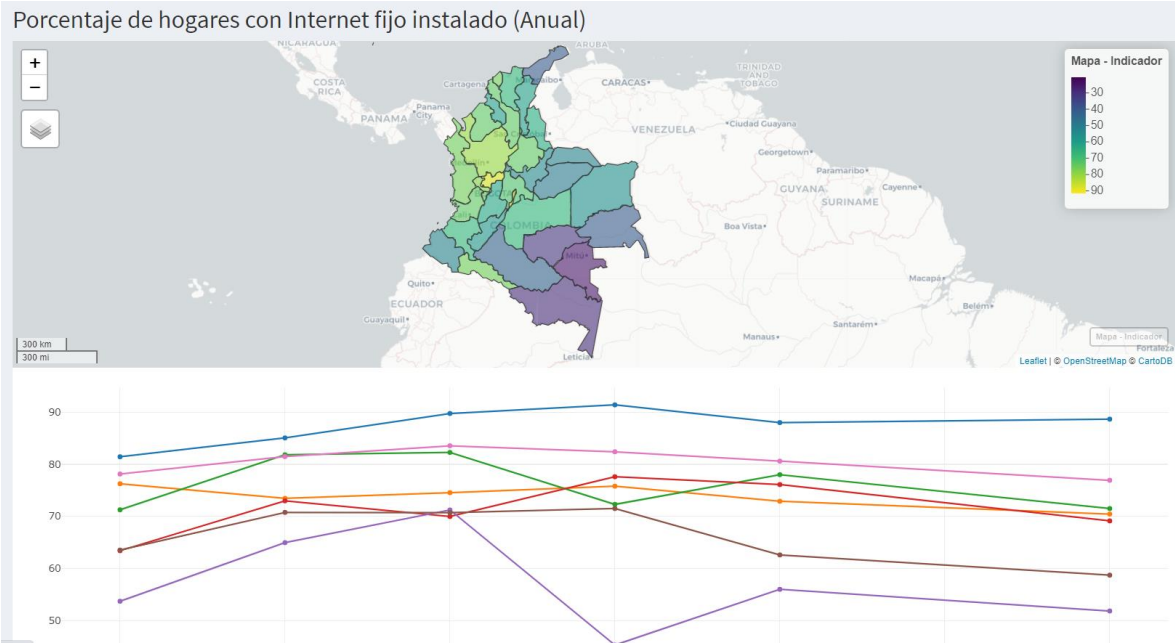 Porcentaje de hogares con Internet fijo instalado (Anual)
NICARAGUA
ARUBA
+
−
COSTA
RICA
PANAMA
Panama
City
Cartagena
CARACAS
TRINIDAD
AND
TOBAGO
VENEZUELA
Ciudad Guayana
Georgetown
Paramaribo
GUYANA
SURINAME
Cayenne
COLOMBIA
Boa Vista
Mitú
Quito
ECUADOR
Guayaquil
Macapá
Belém
Santarém
Manaus
Leticia
Fortaleza
Mapa - Indicador
30
40
50
60
70
80
90
Mapa - Indicador
300 km
300 mi
Leaflet | © OpenStreetMap © CartoDB
90
80
70
60
50